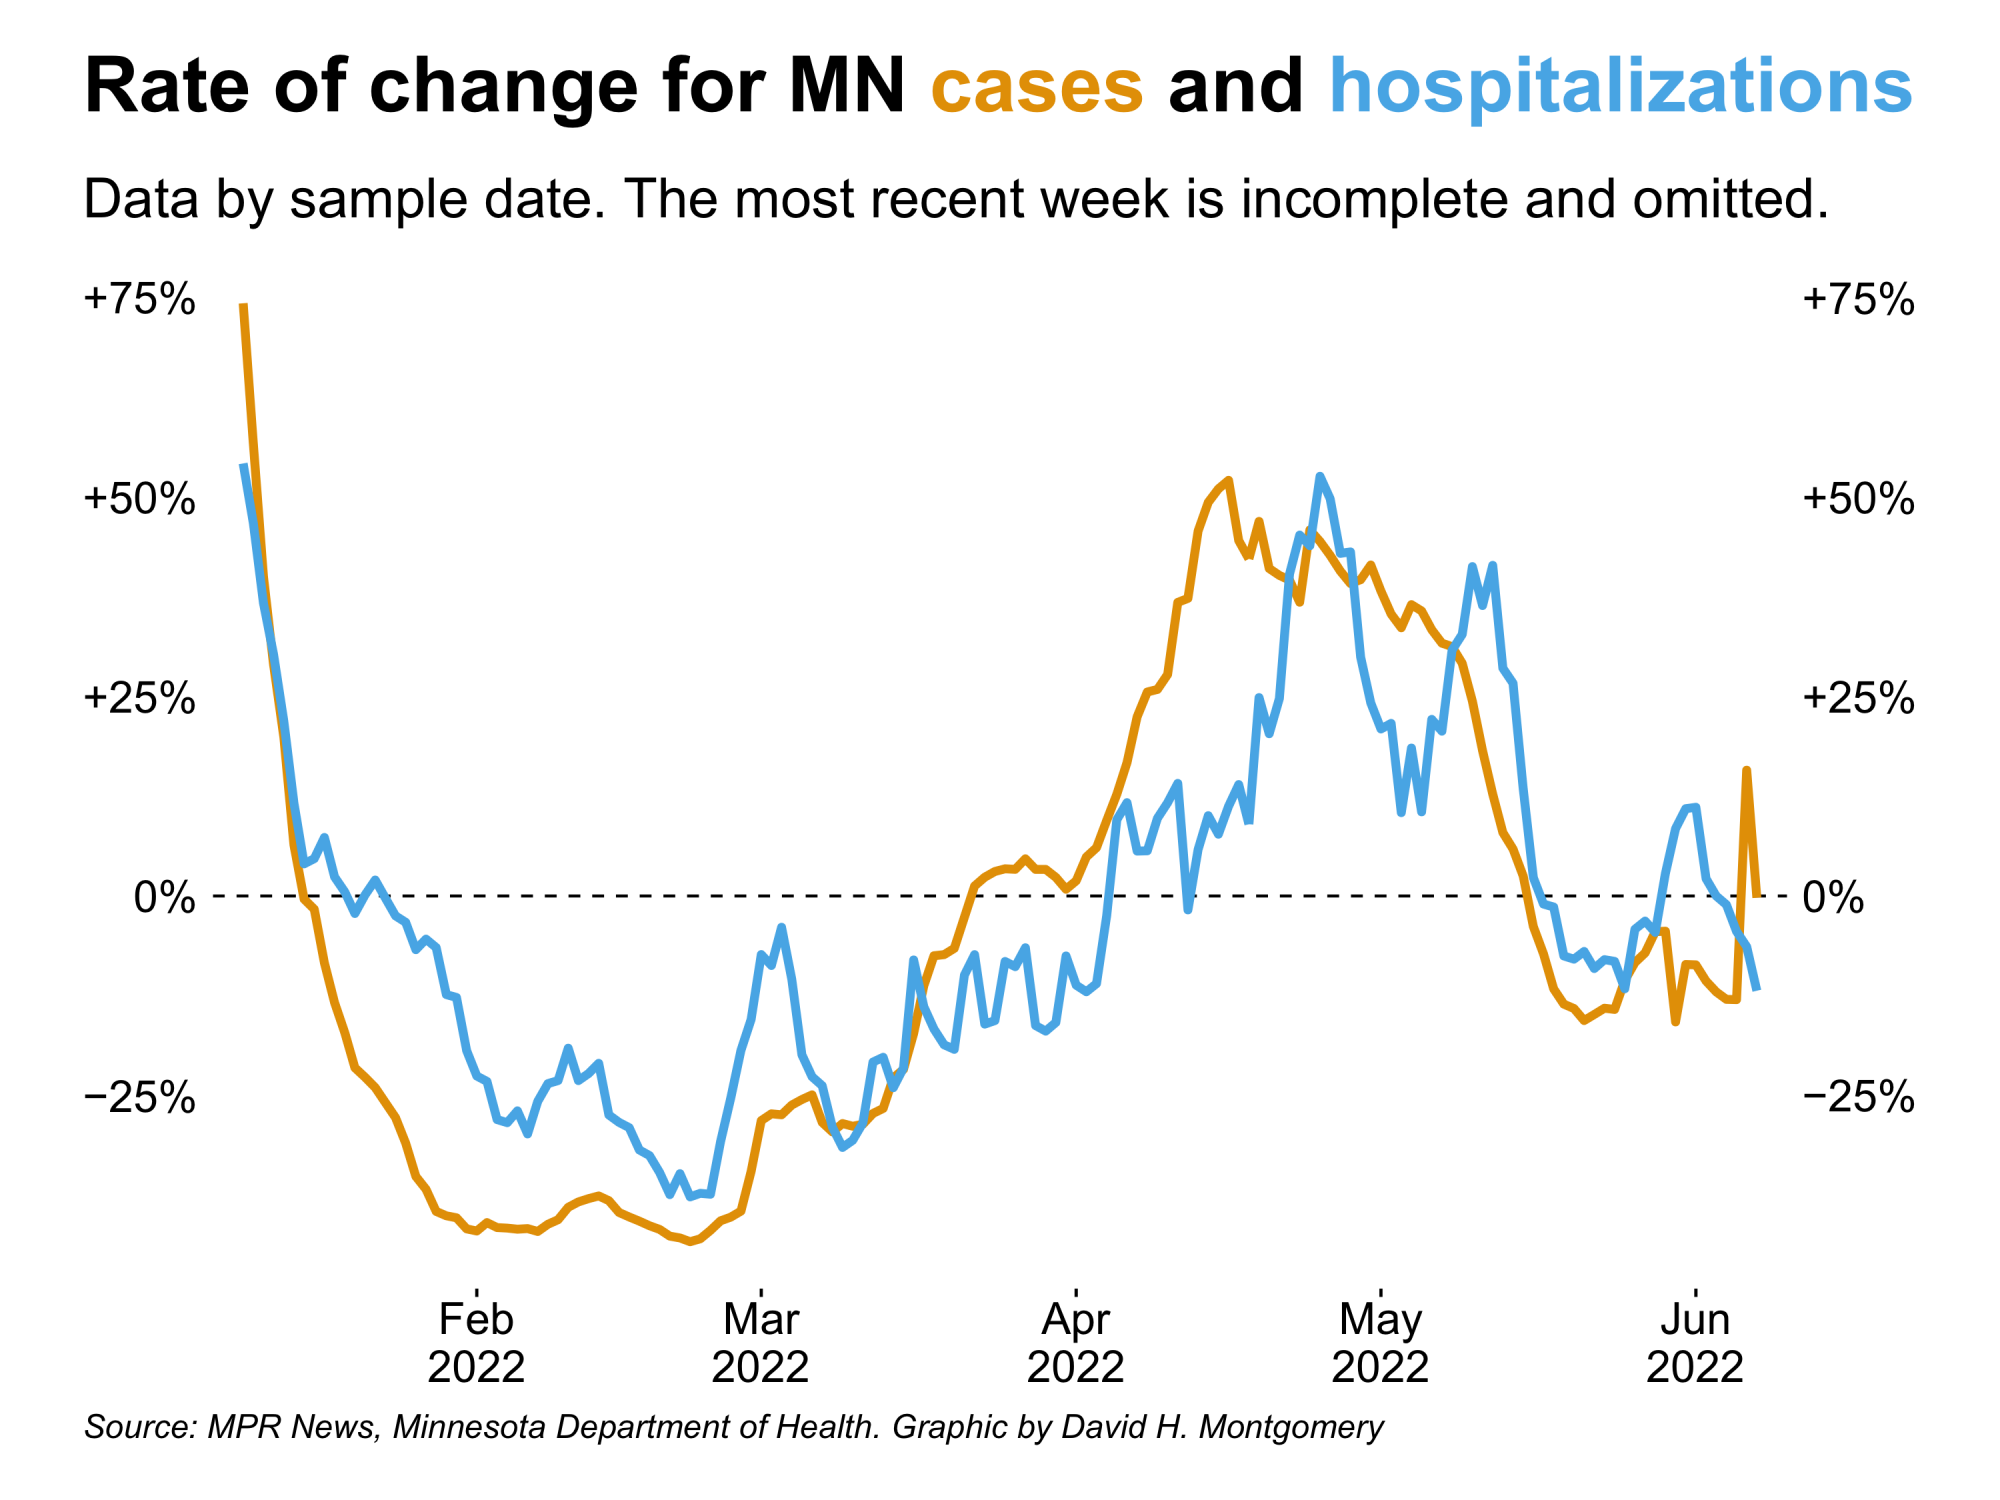 Rate of change for MN cases and hospitalizations
Data by sample date. The most recent week is incomplete and omitted.
+75% +75%
+50% +50%
+25% +25%
0% 0%
−25% −25%
Feb Mar Apr May Jun
2022 2022 2022 2022 2022
Source: MPR News, Minnesota Department of Health. Graphic by David H. Montgomery